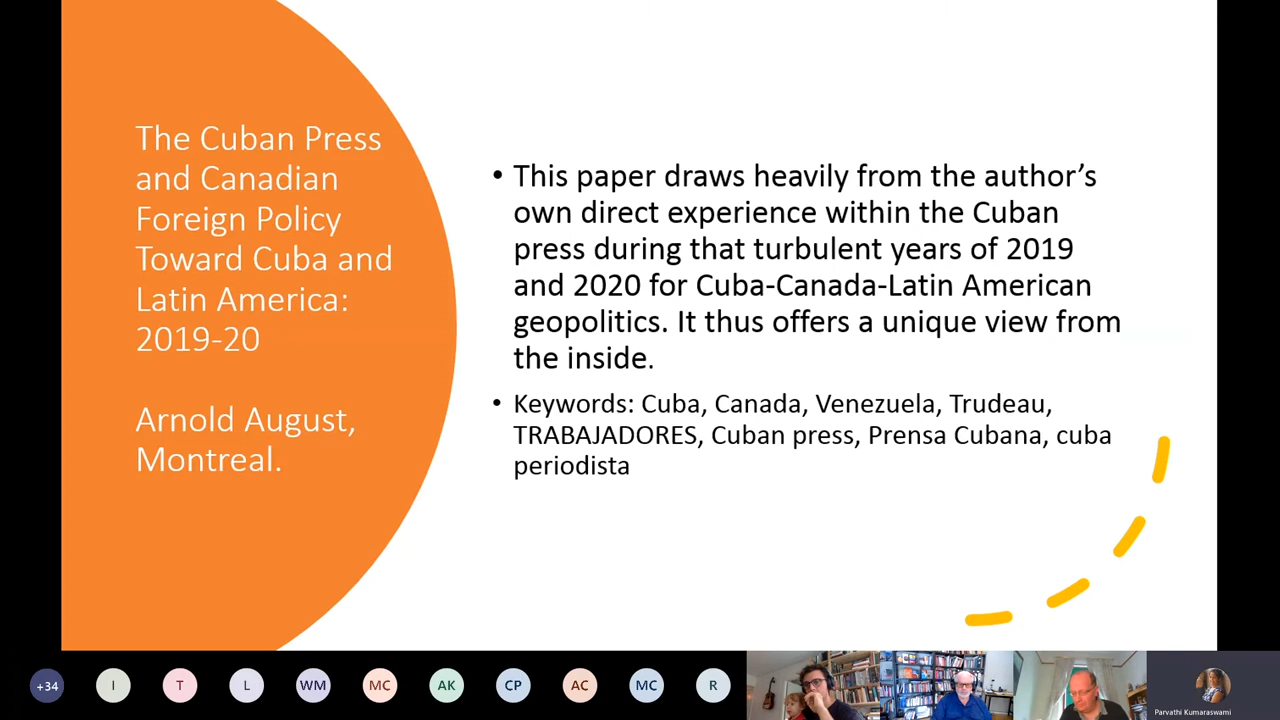 The Cuban Press
and Canadian
Foreign Policy
Toward Cuba and
Latin America:
2019-20
Arnold August,
Montreal.
• This paper draws heavily from the author’s
own direct experience within the Cuban
press during that turbulent years of 2019
and 2020 for Cuba-Canada-Latin American
geopolitics. It thus offers a unique view from
the inside.
• Keywords: Cuba, Canada, Venezuela, Trudeau,
TRABAJADORES, Cuban press, Prensa Cubana, cuba
periodista
+34
I
T
L
WM
MC
AK
CP
AC
MC
R
Parvathi Kumaraswami